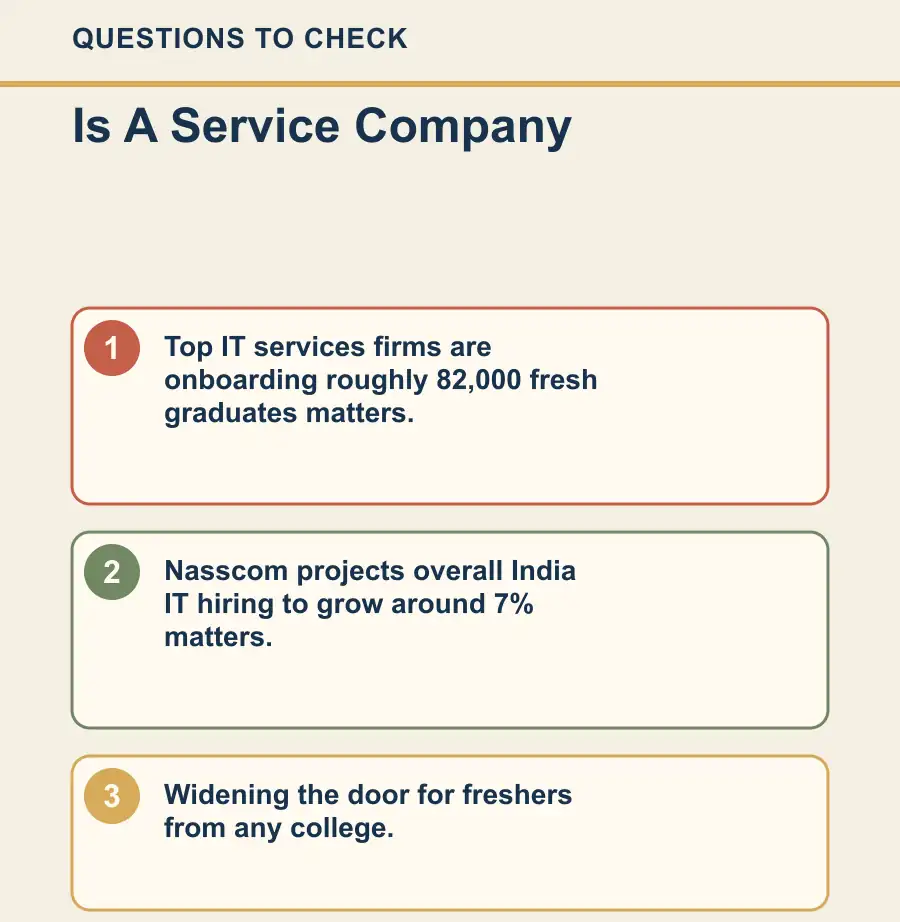 QUESTIONS TO CHECK
Is A Service Company
1
Top IT services firms are
onboarding roughly 82,000 fresh
graduates matters.
2
Nasscom projects overall India
IT hiring to grow around 7%
matters.
3
Widening the door for freshers
from any college.